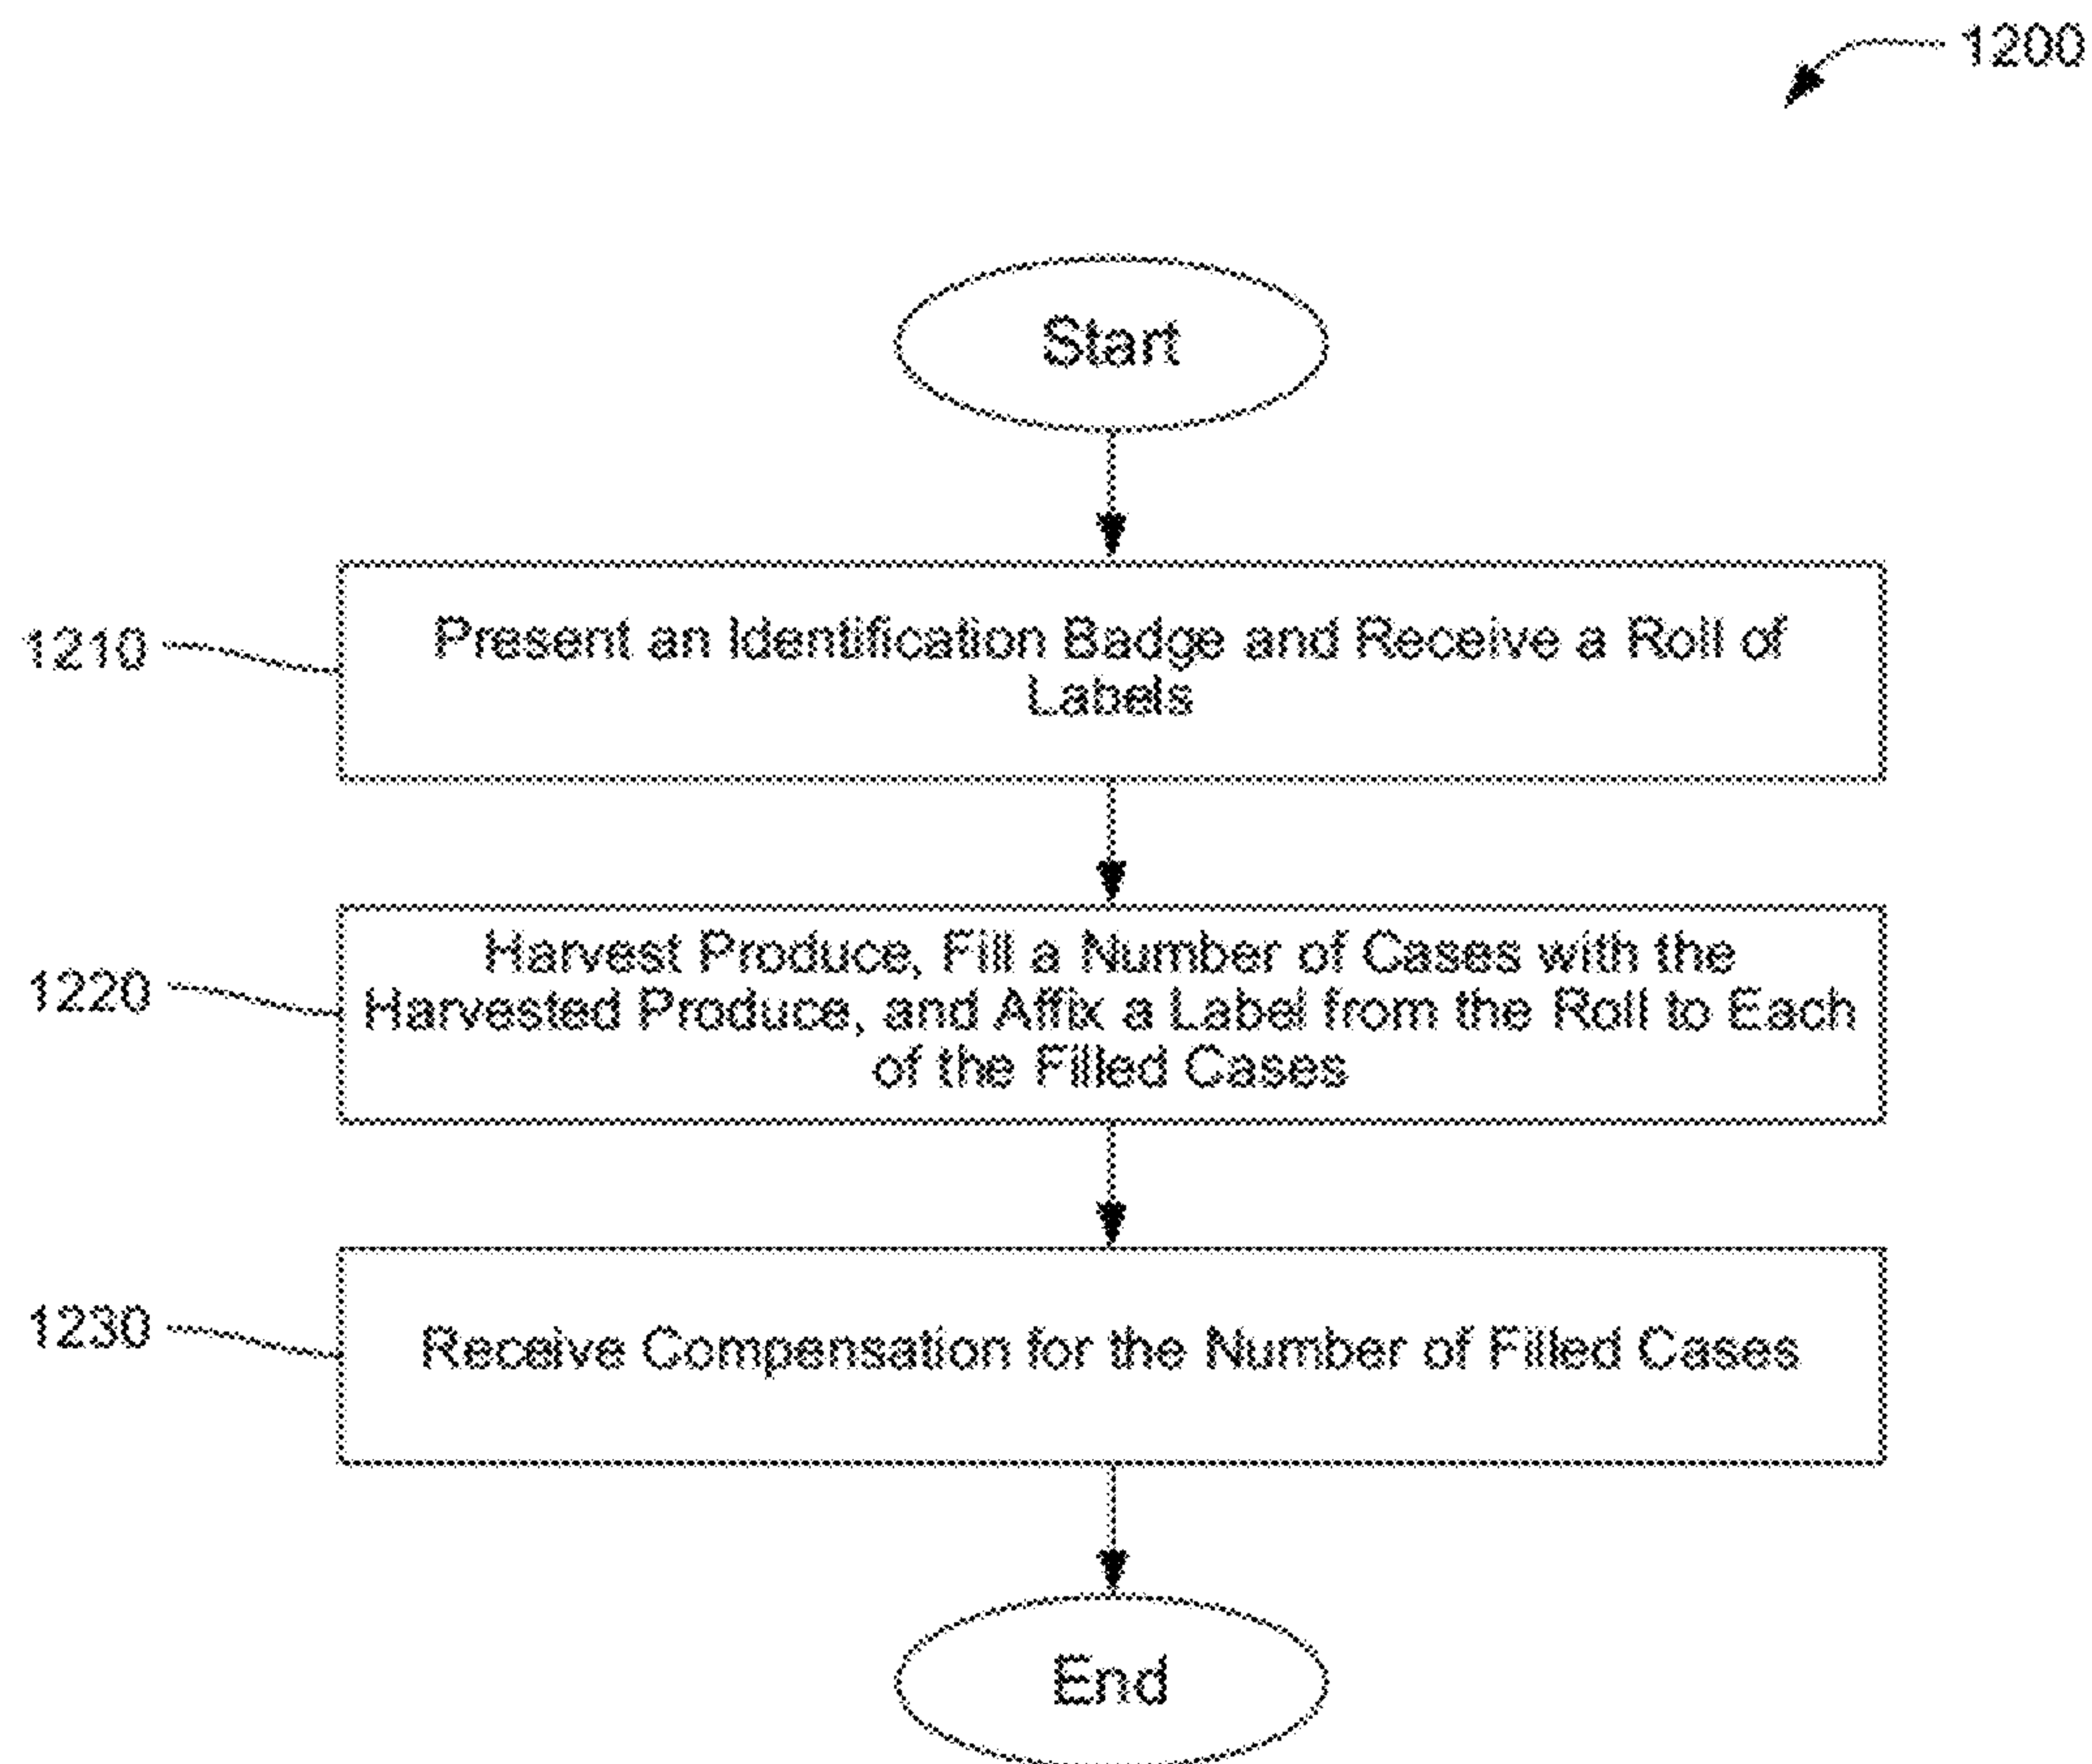 1200
Start
1210
Present an Identification Badge and Receive a Roll of
Labels
1220
Harvest Produce, Fill a Number of Cases with the
Harvested Produce, and Affix a Label from the Roll to Each
of the Filled Cases
1230
Receive Compensation for the Number of Filled Cases
End